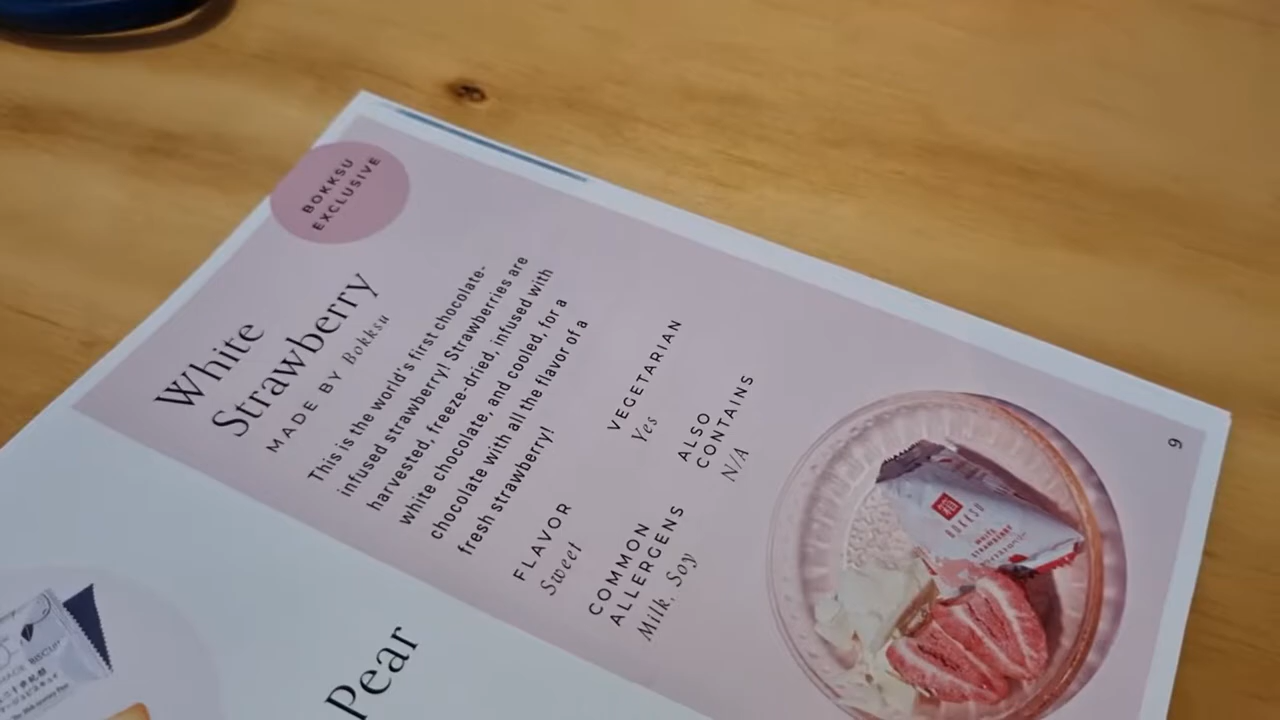 BOKKSU
EXCLUSIVE
White
Strawberry
MADE BY Bokksu
This is the world's first chocolate-
infused strawberry! Strawberries are
harvested, freeze-dried, infused with
white chocolate, and cooled, for a
chocolate with all the flavor of a
fresh strawberry!
FLAVOR
Sweet
VEGETARIAN
Yes
COMMON
ALLERGENS
Milk, Soy
ALSO
CONTAINS
N/A
BOKKSU
WHITE
STRAWBERRY
9
Pear